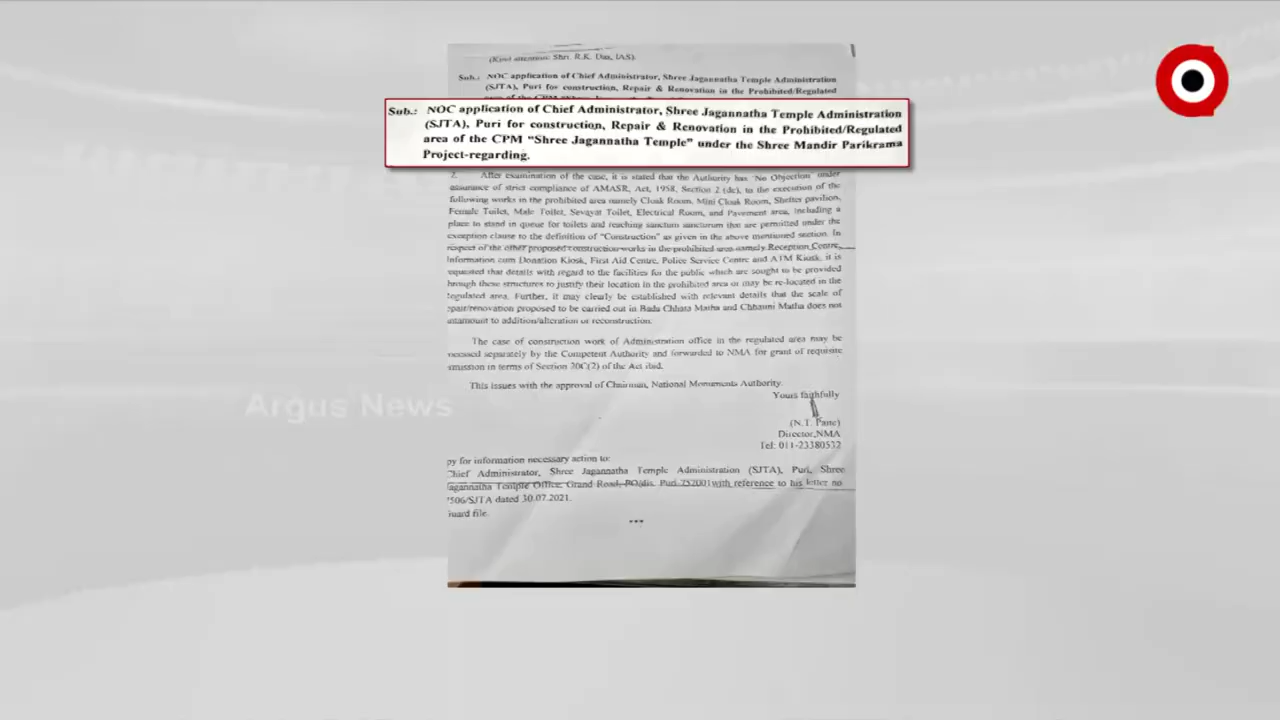 (Kind attention: Shri. R.K. Das, IAS).
Sub.: NOC application of Chief Administrator, Shree Jagannatha Temple Administration
(SJTA), Puri for construction, Repair & Renovation in the Prohibited/Regulated
Sub.: NOC application of Chief Administrator, Shree Jagannatha Temple Administration
(SJTA), Puri for construction, Repair & Renovation in the Prohibited/Regulated
area of the CPM "Shree Jagannatha Temple" under the Shree Mandir Parikrama
Project-regarding.
2. After examination of the case, it is stated that the Authority has 'No Objection' under
assurance of strict compliance of AMASR, Act, 1958, Section 2 (dc), to the execution of the
following works in the prohibited area namely Cloak Room, Mini Cloak Room, Shelter pavilion,
Female Toilet, Male Toilet, Sevayat Toilet, Electrical Room, and Pavement area, including a
place to stand in queue for toilets and reaching sanctum sanctorum that are permitted under the
exception clause to the definition of "Construction" as given in the above mentioned section. In
respect of the other proposed construction works in the prohibited area namely Reception Centre,
Information cum Donation Kiosk, First Aid Centre, Police Service Centre and ATM Kiosk, it is
requested that details with regard to the facilities for the public which are sought to be provided
hrough these structures to justify their location in the prohibited area or may be re-located in the
egulated area. Further, it may clearly be established with relevant details that the scale of
epair/renovation proposed to be carried out in Bada Chhata Matha and Chhauni Matha does not
antamount to addition/alteration or reconstruction.
The case of construction work of Administration office in the regulated area may be
rocessed separately by the Competent Authority and forwarded to NMA for grant of requisite
ermission in terms of Section 20C(2) of the Act ibid.
This issues with the approval of Chairman, National Monuments Authority.
Yours faithfully
(N.T. Paite)
Director,NMA
Tel: 011-23380532
Argus News
py for information necessary action to:
Chief Administrator, Shree Jagannatha Temple Administration (SJTA), Puri, Shree
agannatha Temple Office, Grand Road, PO/dis. Puri-752001 with reference to his letter no
506/SJTA dated 30.07.2021.
uard file.
***